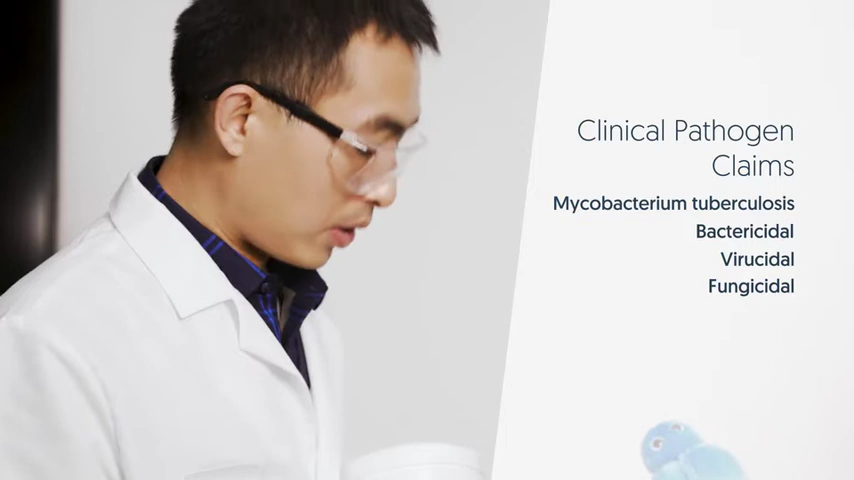 Clinical Pathogen
Claims
Mycobacterium tuberculosis
Bactericidal
Virucidal
Fungicidal